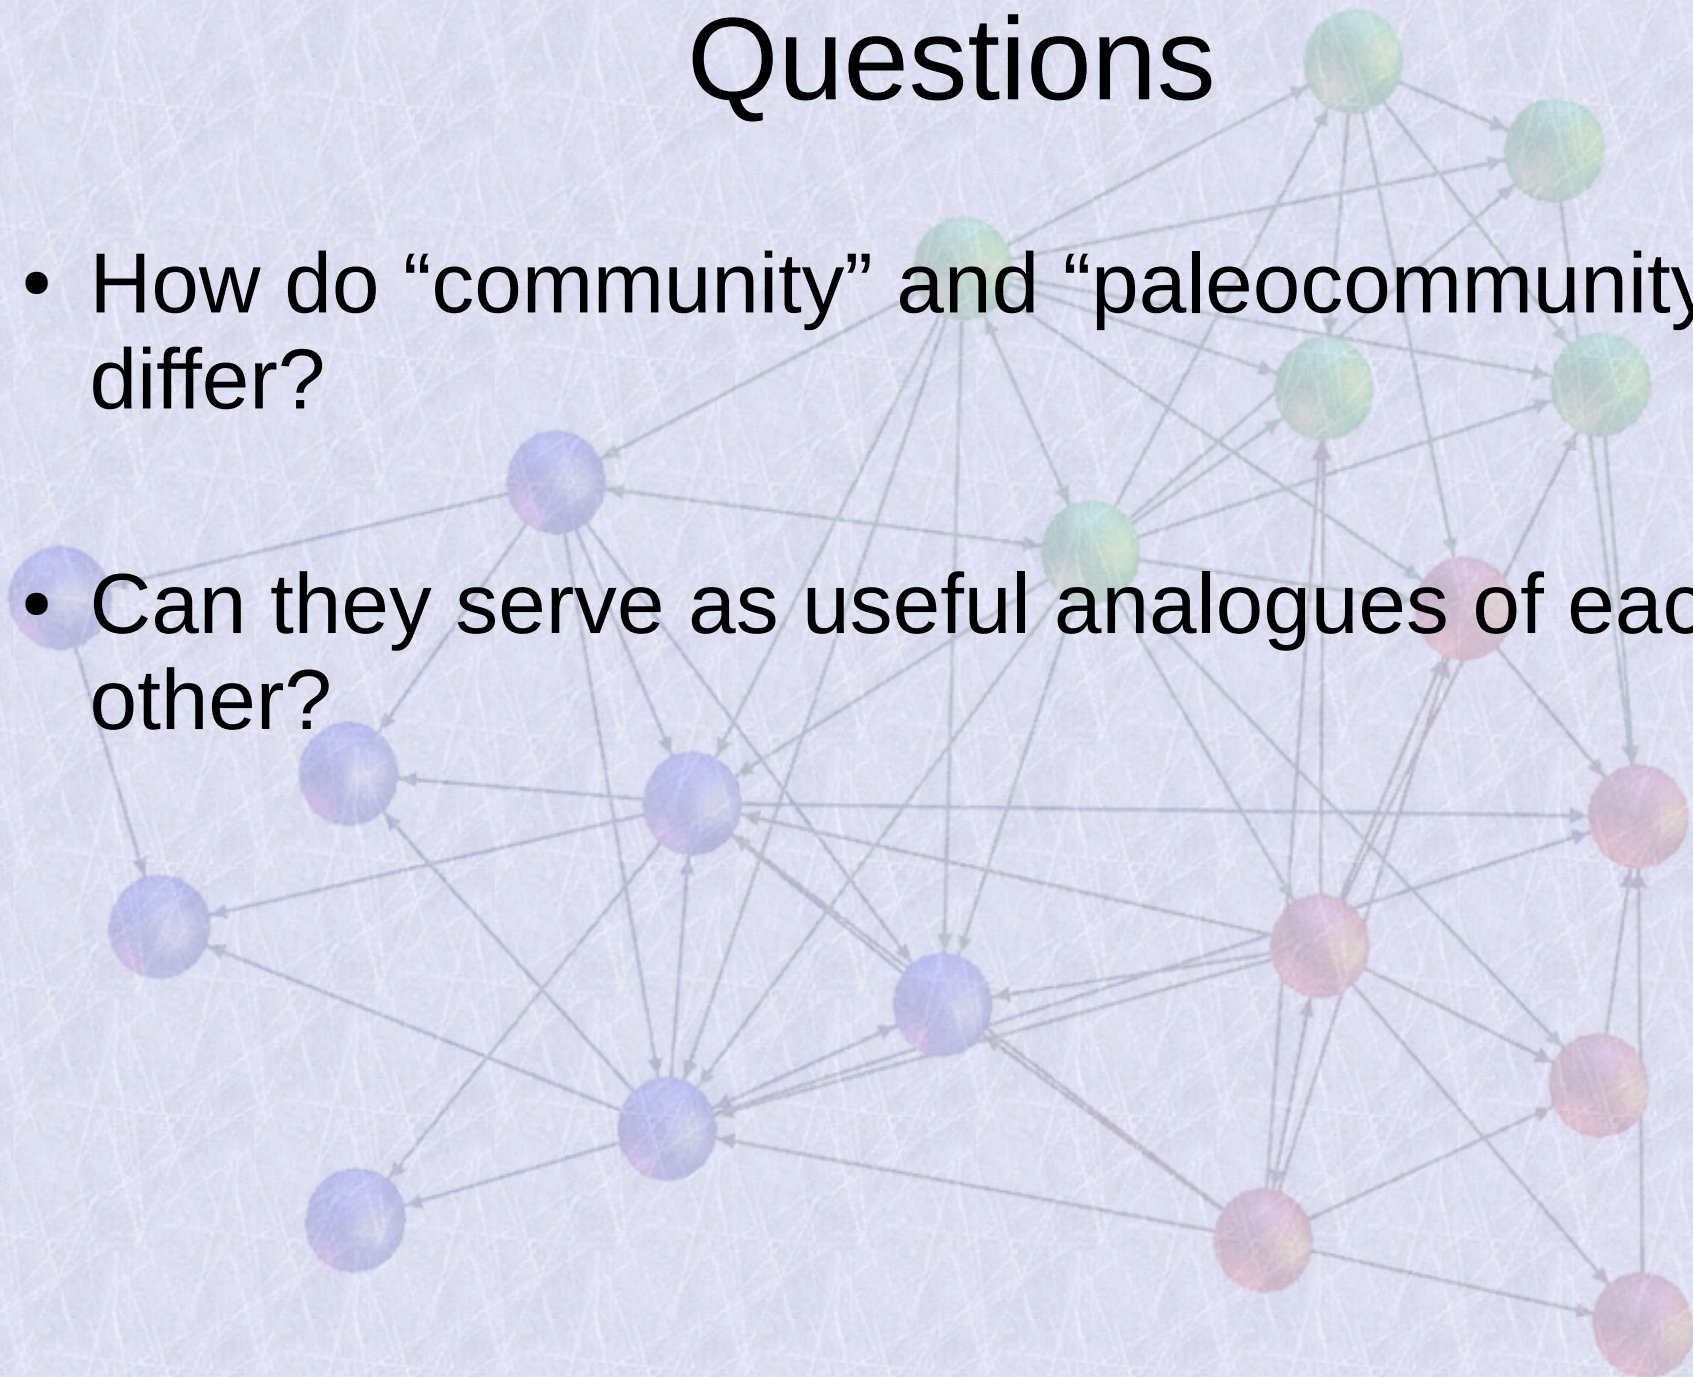 Questions
• How do “community” and “paleocommunity
differ?
• Can they serve as useful analogues of eac
other?